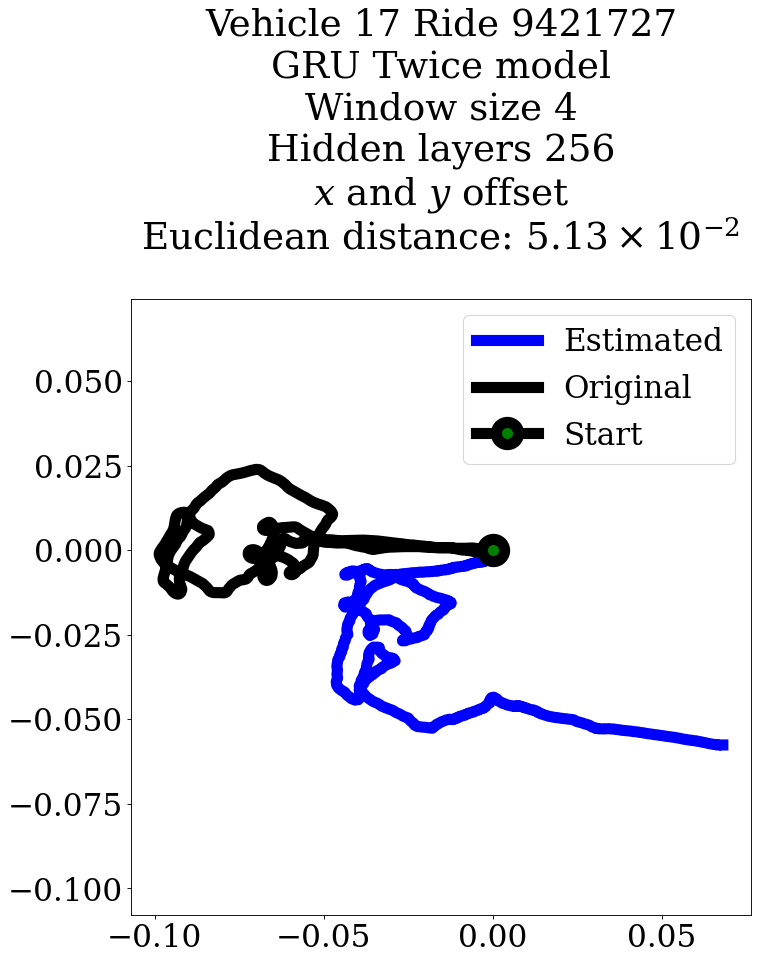 Vehicle 17 Ride 9421727
GRU Twice model
Window size 4
Hidden layers 256
x and y offset
Euclidean distance: 5.13 × 10⁻²
Estimated
Original
Start
0.050
0.025
0.000
−0.025
−0.050
−0.075
−0.100
−0.10 −0.05 0.00 0.05